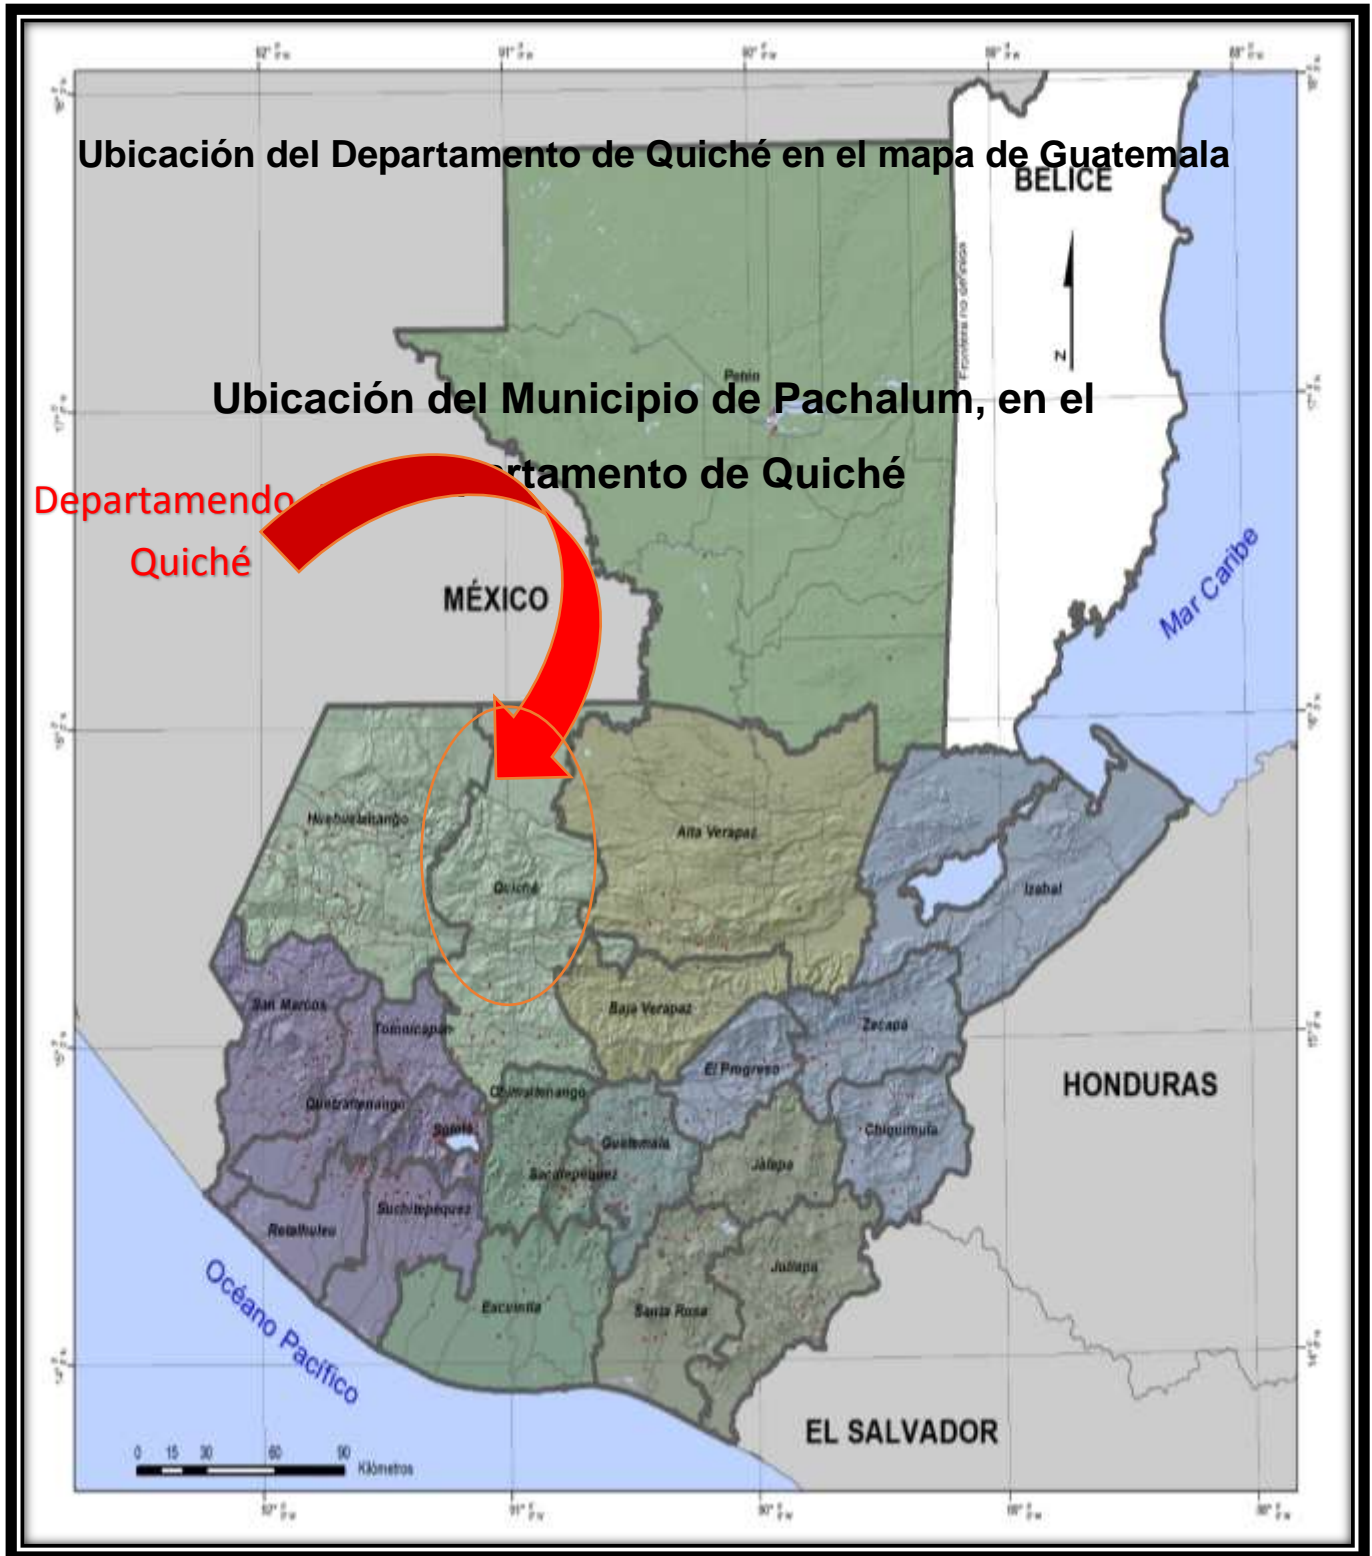 Ubicación del Departamento de Quiché en el mapa de Guatemala
BELICE
Frontera no definida
N
Petén
Ubicación del Municipio de Pachalum, en el
rtamento de Quiché
Departamendo
Quiché
MÉXICO
Mar Caribe
Huehuetenango
Alta Verapaz
Quiché
Izabal
San Marcos
Totonicapán
Baja Verapaz
Zacapa
El Progreso
HONDURAS
Chimaltenango
Quetzaltenango
Sololá
Guatemala
Chiquimula
Sacatepéquez
Jalapa
Suchitepéquez
Retalhuleu
Jutiapa
Océano Pacífico
Escuintla
Santa Rosa
EL SALVADOR
0 15 30 60 90
Kilómetros